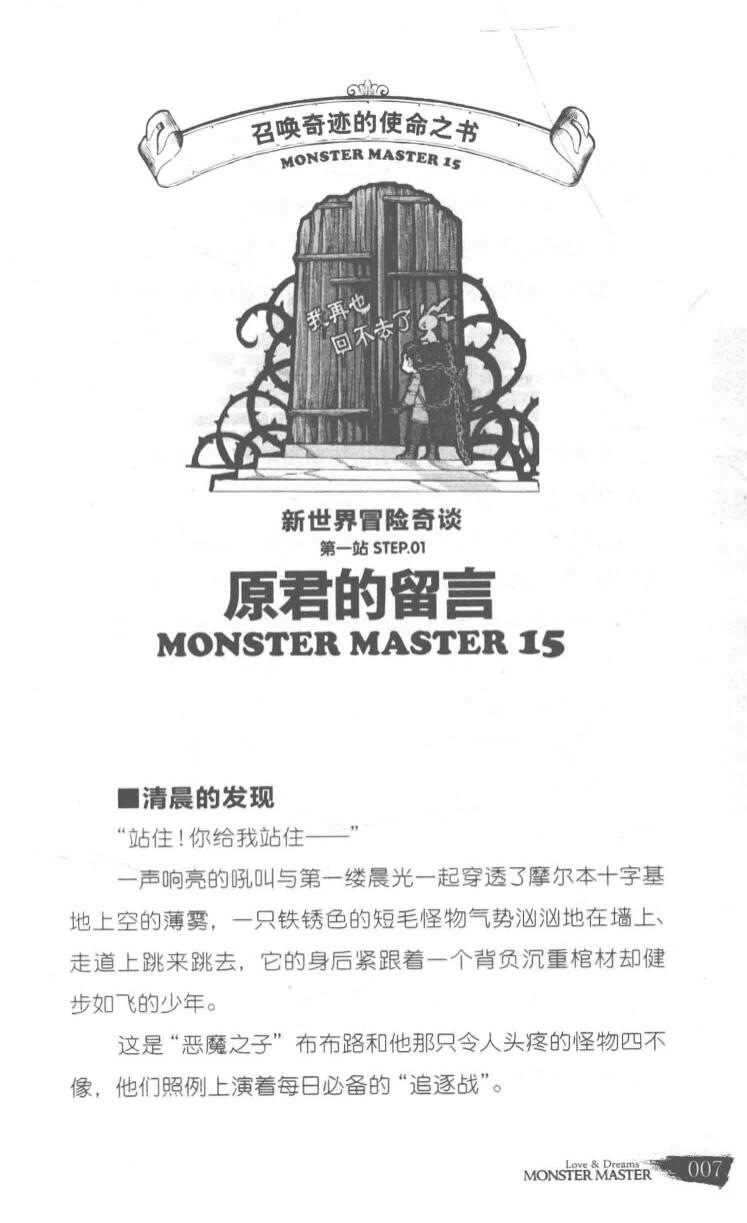 召唤奇迹的使命之书
MONSTER MASTER 15
我再也
回不去了
新世界冒险奇谈
第一站 STEP.01
原君的留言
MONSTER MASTER 15
■清晨的发现
“站住！你给我站住——”
一声响亮的吼叫与第一缕晨光一起穿透了摩尔本十字基
地上空的薄雾，一只铁锈色的短毛怪物气势汹汹地在墙上、
走道上跳来跳去，它的身后紧跟着一个背负沉重棺材却健
步如飞的少年。
这是“恶魔之子”布布路和他那只令人头疼的怪物四不
像，他们照例上演着每日必备的“追逐战”。
Love & Dreams
MONSTER MASTER 007